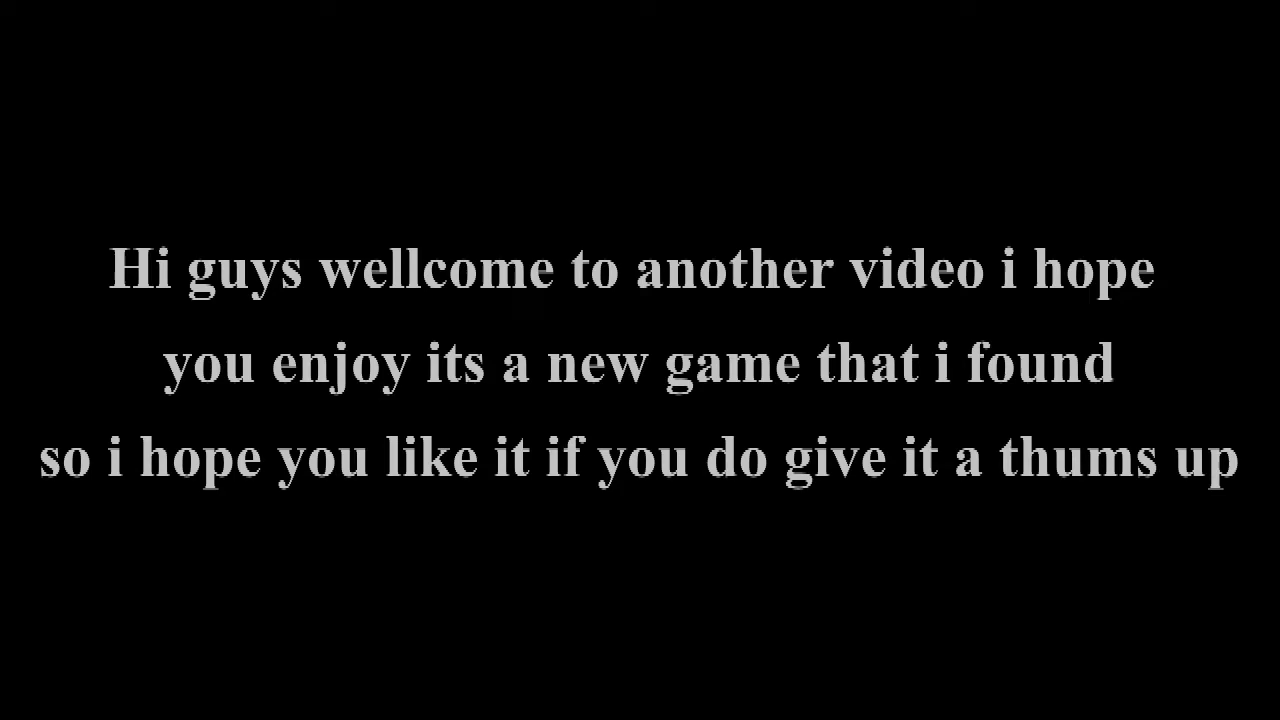 Hi guys wellcome to another video i hope
you enjoy its a new game that i found
so i hope you like it if you do give it a thums up